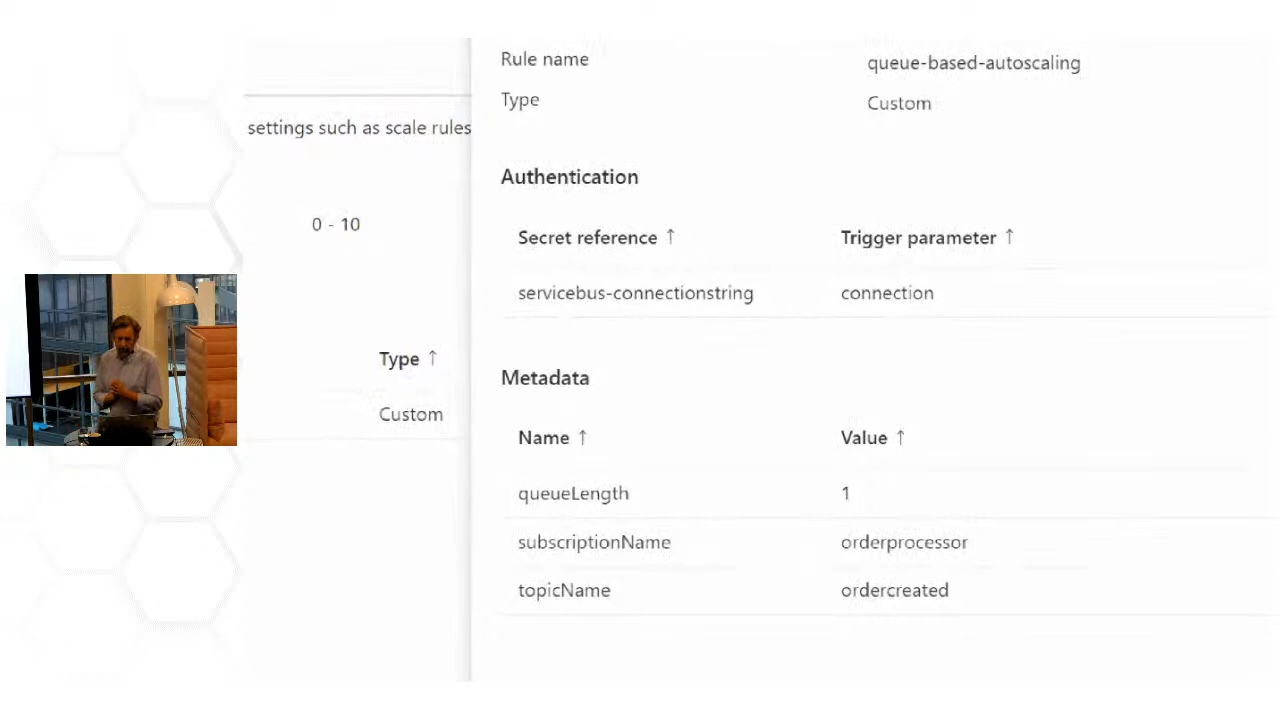 settings such as scale rules
0 - 10
Type ↑
Custom
Rule name queue-based-autoscaling
Type Custom
Authentication
Secret reference ↑ Trigger parameter ↑
servicebus-connectionstring connection
Metadata
Name ↑ Value ↑
queueLength 1
subscriptionName orderprocessor
topicName ordercreated